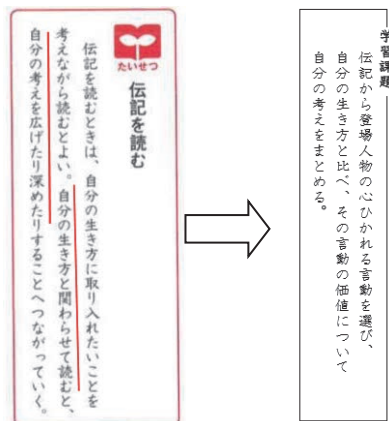 たいせつ
伝記を読む
伝記を読むときは、自分の生き方に取り入れたいことを
考えながら読むとよい。自分の生き方と関わらせて読むと、
自分の考えを広げたり深めたりすることへつながっていく。
学習課題
伝記から登場人物の心ひかれる言動を選び、
自分の生き方と比べ、その言動の価値について
自分の考えをまとめる。